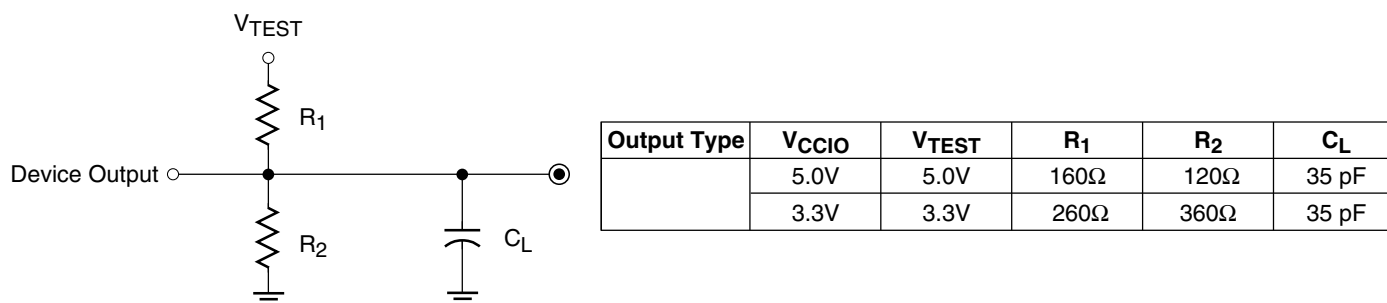 VTEST
R1
Device Output
R2
CL
Output Type VCCIO VTEST R1 R2 CL
5.0V 5.0V 160Ω 120Ω 35 pF
3.3V 3.3V 260Ω 360Ω 35 pF